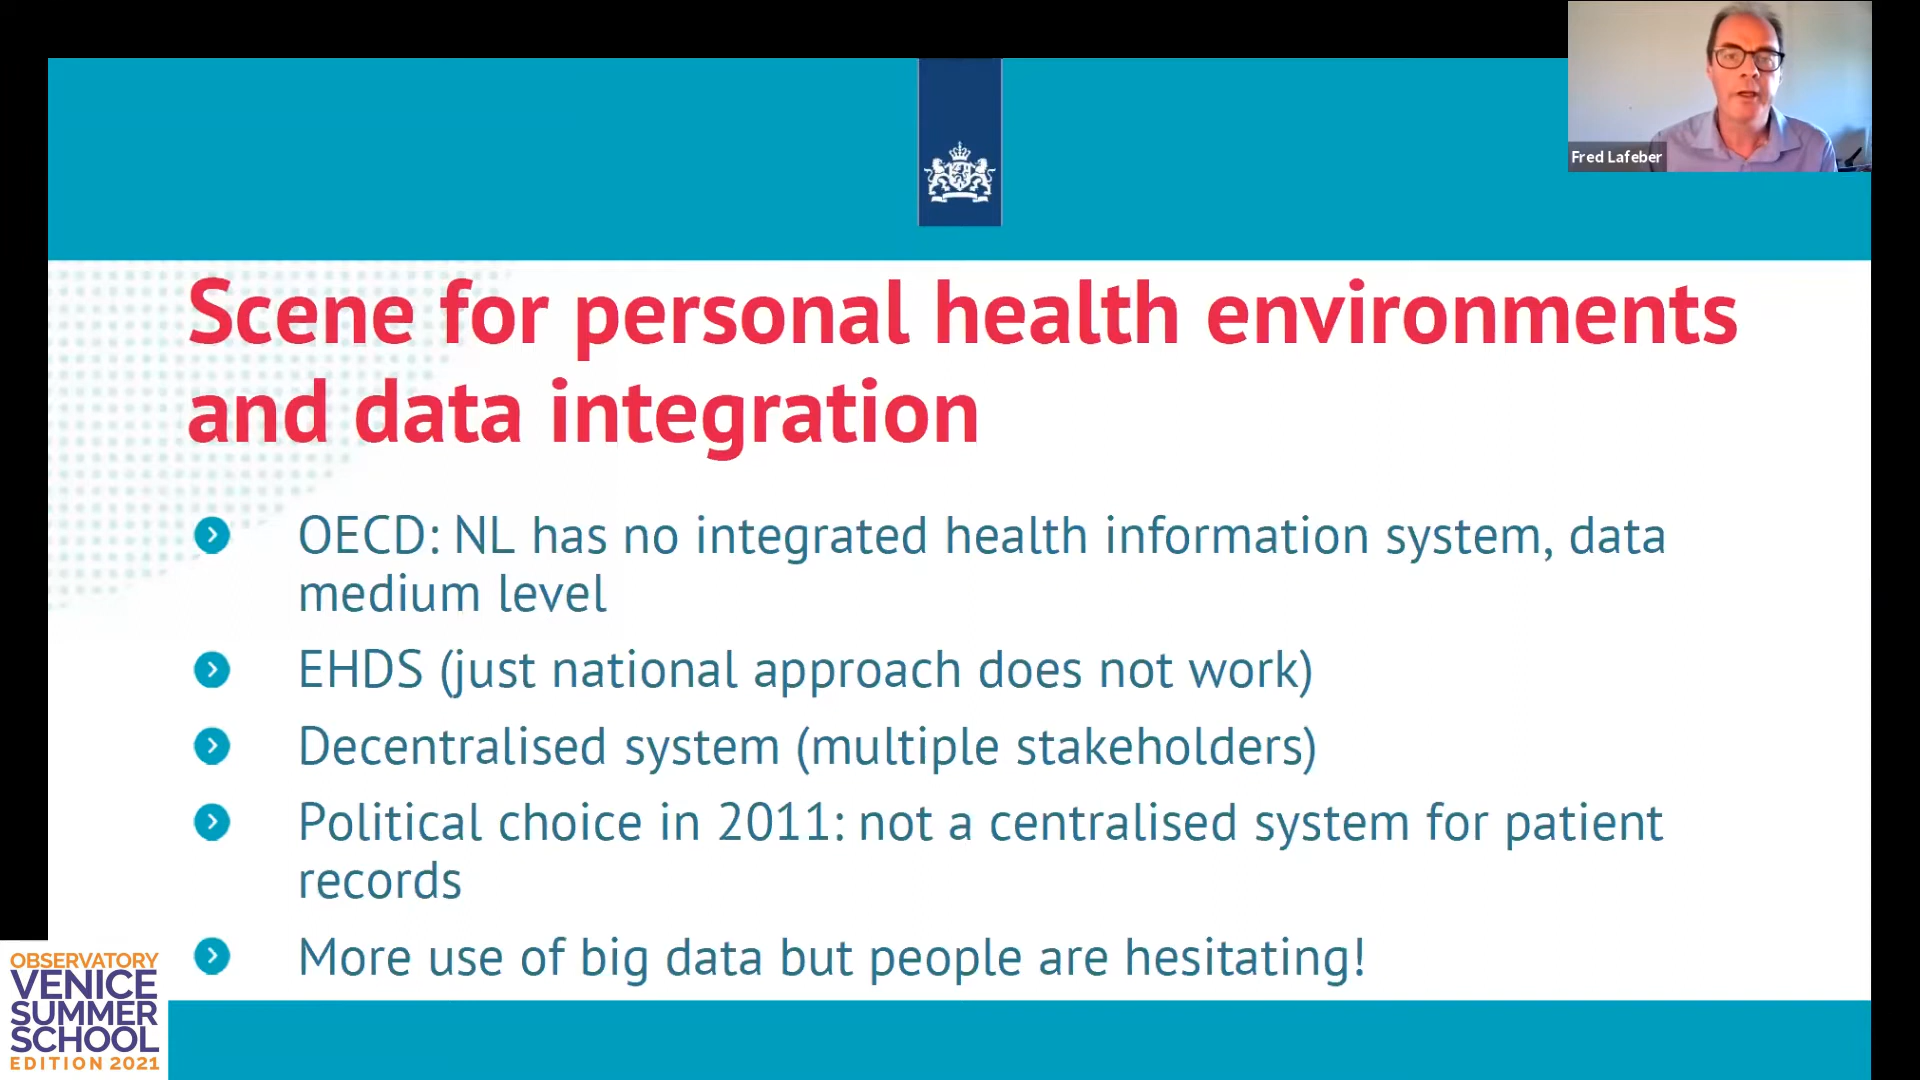 Fred Lafeber
Scene for personal health environments
and data integration
OECD: NL has no integrated health information system, data
medium level
EHDS (just national approach does not work)
Decentralised system (multiple stakeholders)
Political choice in 2011: not a centralised system for patient
records
More use of big data but people are hesitating!
OBSERVATORY
VENICE
SUMMER
SCHOOL
EDITION 2021